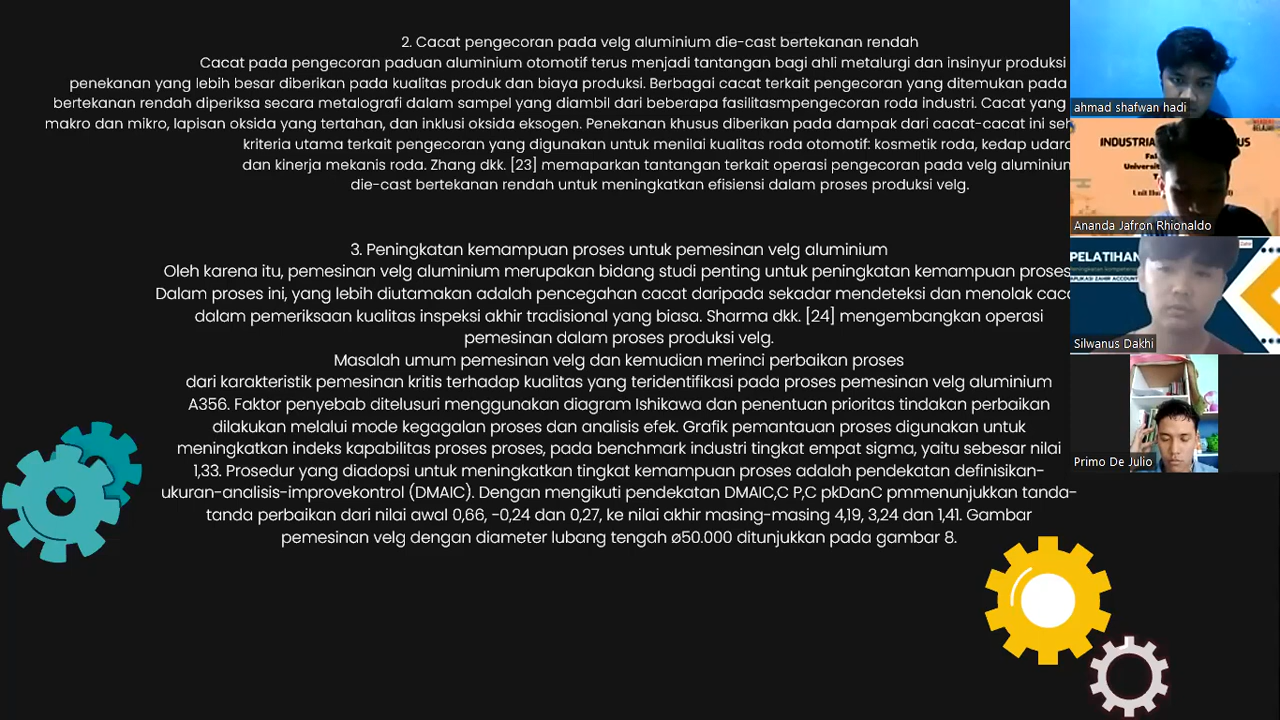 2. Cacat pengecoran pada velg aluminium die-cast bertekanan rendah
Cacat pada pengecoran paduan aluminium otomotif terus menjadi tantangan bagi ahli metalurgi dan insinyur produksi
penekanan yang lebih besar diberikan pada kualitas produk dan biaya produksi. Berbagai cacat terkait pengecoran yang ditemukan pada
bertekanan rendah diperiksa secara metalografi dalam sampel yang diambil dari beberapa fasilitasmpengecoran roda industri. Cacat yang
makro dan mikro, lapisan oksida yang tertahan, dan inklusi oksida eksogen. Penekanan khusus diberikan pada dampak dari cacat-cacat ini seh
kriteria utama terkait pengecoran yang digunakan untuk menilai kualitas roda otomotif: kosmetik roda, kedap udara
dan kinerja mekanis roda. Zhang dkk. [23] memaparkan tantangan terkait operasi pengecoran pada velg aluminium
die-cast bertekanan rendah untuk meningkatkan efisiensi dalam proses produksi velg.
3. Peningkatan kemampuan proses untuk pemesinan velg aluminium
Oleh karena itu, pemesinan velg aluminium merupakan bidang studi penting untuk peningkatan kemampuan proses.
Dalam proses ini, yang lebih diutamakan adalah pencegahan cacat daripada sekadar mendeteksi dan menolak caca
dalam pemeriksaan kualitas inspeksi akhir tradisional yang biasa. Sharma dkk. [24] mengembangkan operasi
pemesinan dalam proses produksi velg.
Masalah umum pemesinan velg dan kemudian merinci perbaikan proses
dari karakteristik pemesinan kritis terhadap kualitas yang teridentifikasi pada proses pemesinan velg aluminium
A356. Faktor penyebab ditelusuri menggunakan diagram Ishikawa dan penentuan prioritas tindakan perbaikan
dilakukan melalui mode kegagalan proses dan analisis efek. Grafik pemantauan proses digunakan untuk
meningkatkan indeks kapabilitas proses proses, pada benchmark industri tingkat empat sigma, yaitu sebesar nilai
1,33. Prosedur yang diadopsi untuk meningkatkan tingkat kemampuan proses adalah pendekatan definisikan-
ukuran-analisis-improvekontrol (DMAIC). Dengan mengikuti pendekatan DMAIC,C P,C pkDanC pmmenunjukkan tanda-
tanda perbaikan dari nilai awal 0,66, -0,24 dan 0,27, ke nilai akhir masing-masing 4,19, 3,24 dan 1,41. Gambar
pemesinan velg dengan diameter lubang tengah ø50.000 ditunjukkan pada gambar 8.
ahmad shafwan hadi
INDUSTRIA
US
Ananda Jafron Rhionaldo
PELATIHAN
Silwanus Dakhi
Primo De Julio